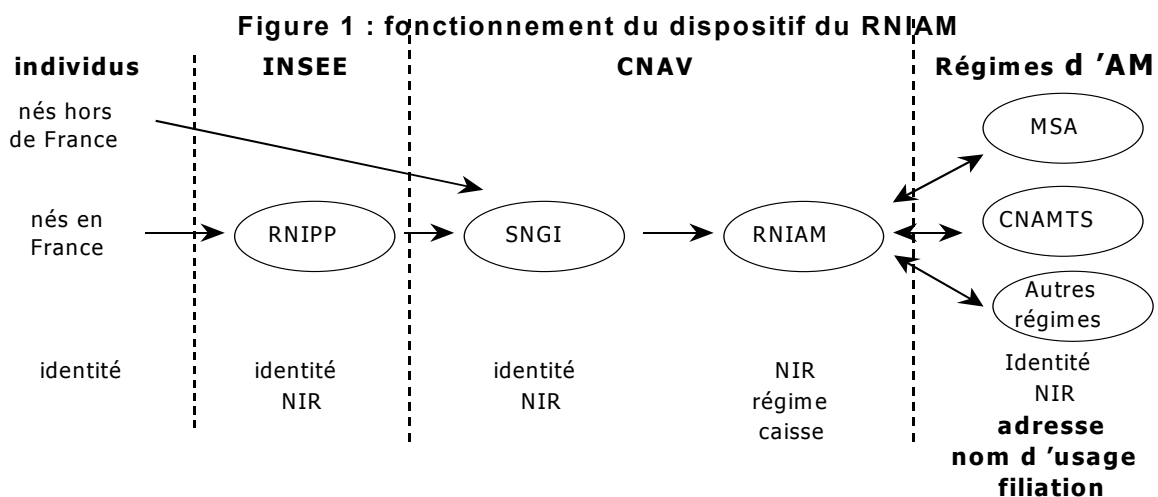 Figure 1 : fonctionnement du dispositif du RNIAM
individus
INSEE
CNAV
Régimes d ’AM
nés hors
de France
MSA
nés en
France
RNIPP
SNGI
RNIAM
CNAMTS
Autres
régimes
identité
identité
NIR
identité
NIR
NIR
régime
caisse
Identité
NIR
adresse
nom d ’usage
filiation